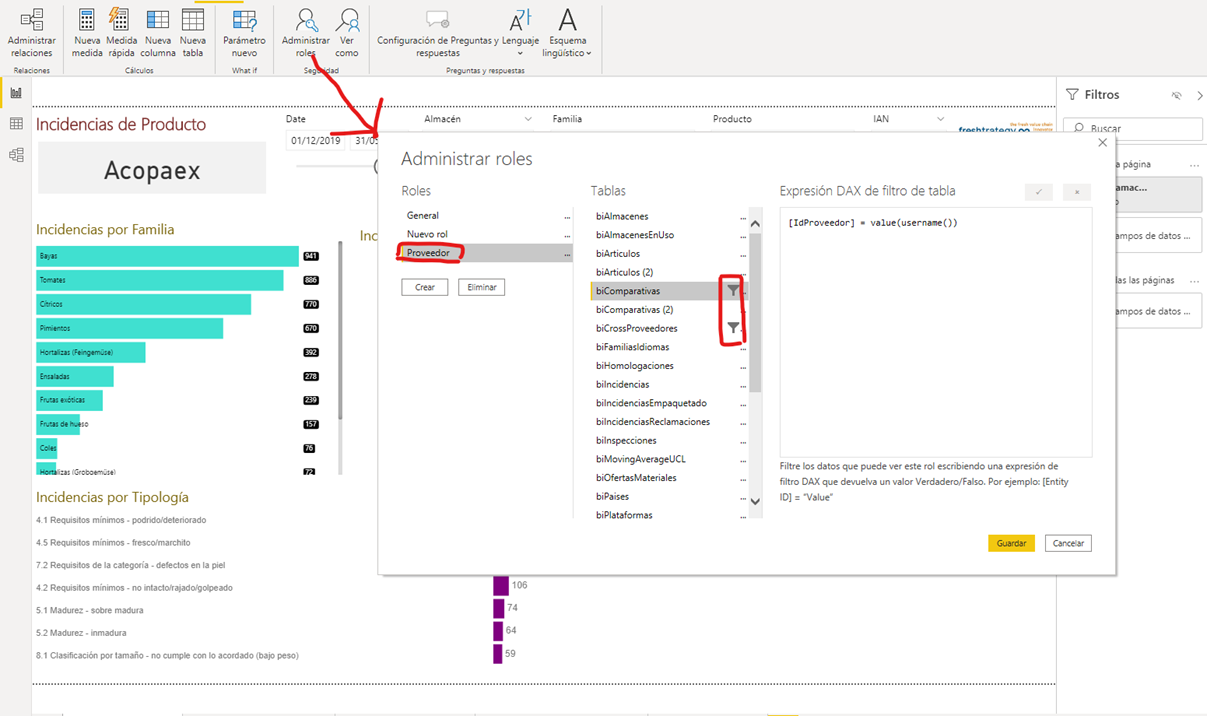 Administrar relaciones
Nueva medida
Medida rápida
Nueva columna
Nueva tabla
Parámetro nuevo
Administrar roles
Ver como
Configuración de Preguntas y respuestas
Lenguaje
Esquema lingüístico
Relaciones
Cálculos
What if
Seguridad
Preguntas y respuestas
Incidencias de Producto
Acopaex
Date
01/12/2019
Almacén
Familia
Producto
IAN
the fresh value chain
freshtrategy.co
Filtros
Buscar
a página
ampos de datos ...
las páginas
ampos de datos ...
Incidencias por Familia
Bayas 941
Tomates 886
Cítricos 770
Pimientos 670
Hortalizas (Feingemüse) 392
Ensaladas 278
Frutas exóticas 239
Frutas de hueso 157
Coles 76
Hortalizas (Grobgemüse) 72
Incidencias por Tipología
4.1 Requisitos mínimos - podrido/deteriorado
4.5 Requisitos mínimos - fresco/marchito
7.2 Requisitos de la categoría - defectos en la piel
4.2 Requisitos mínimos - no intacto/rajado/golpeado 106
5.1 Madurez - sobre madura 74
5.2 Madurez - inmadura 64
8.1 Clasificación por tamaño - no cumple con lo acordado (bajo peso) 59
Administrar roles
Roles
General ...
Nuevo rol ...
Proveedor ...
Crear
Eliminar
Tablas
biAlmacenes ...
biAlmacenesEnUso ...
biArticulos ...
biArticulos (2) ...
biComparativas
biComparativas (2) ...
biCrossProveedores
biFamiliasIdiomas ...
biHomologaciones ...
biIncidencias ...
biIncidenciasEmpaquetado ...
biIncidenciasReclamaciones ...
biInspecciones ...
biMovingAverageUCL ...
biOfertasMateriales ...
biPaises ...
biPlataformas ...
Expresión DAX de filtro de tabla
[IdProveedor] = value(username())
Filtre los datos que puede ver este rol escribiendo una expresión de
filtro DAX que devuelva un valor Verdadero/Falso. Por ejemplo: [Entity
ID] = "Value"
Guardar
Cancelar